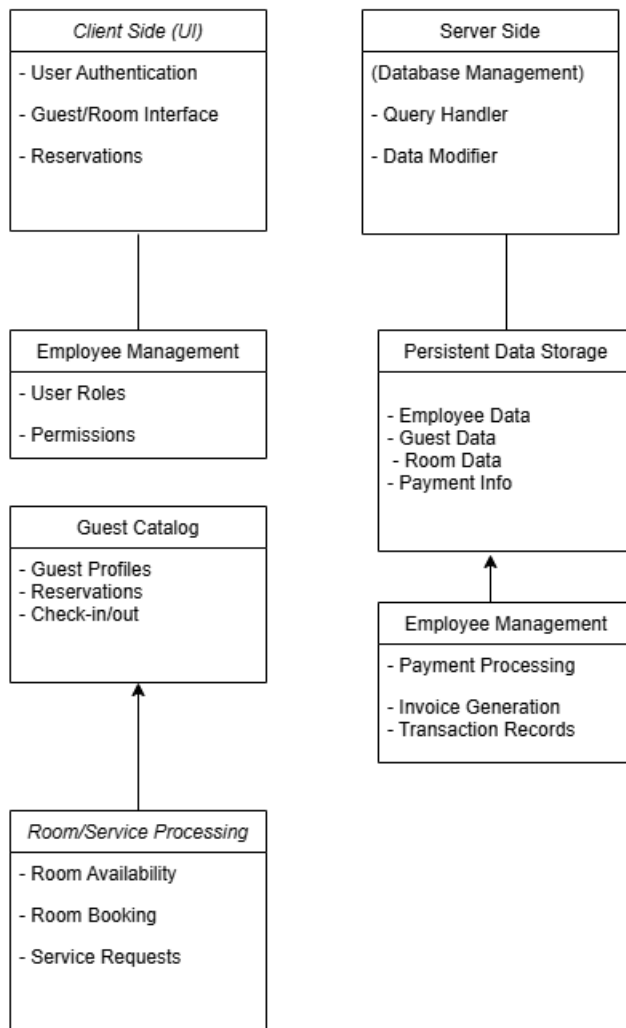 Client Side (UI)
- User Authentication
- Guest/Room Interface
- Reservations
Employee Management
- User Roles
- Permissions
Guest Catalog
- Guest Profiles
- Reservations
- Check-in/out
Room/Service Processing
- Room Availability
- Room Booking
- Service Requests
Server Side
(Database Management)
- Query Handler
- Data Modifier
Persistent Data Storage
- Employee Data
- Guest Data
- Room Data
- Payment Info
Employee Management
- Payment Processing
- Invoice Generation
- Transaction Records